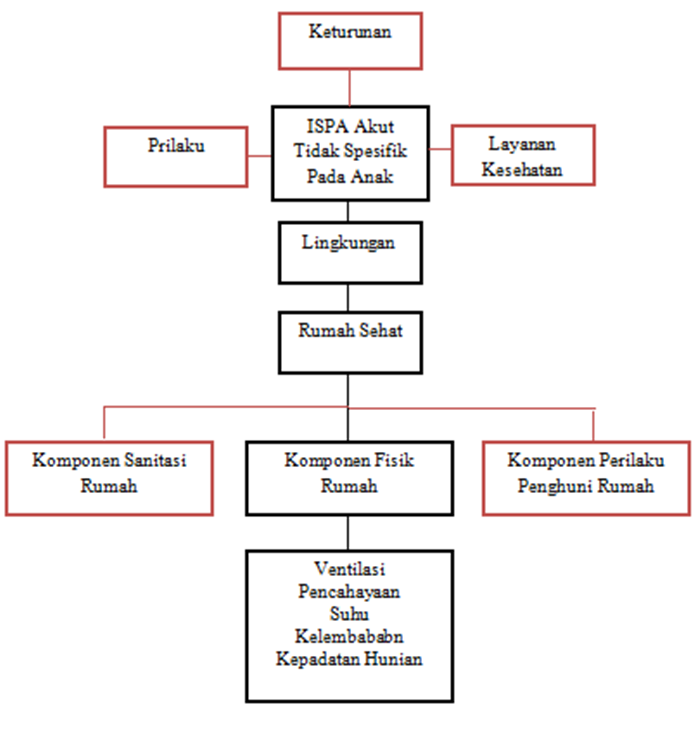 Keturunan
Prilaku
ISPA Akut
Tidak Spesifik
Pada Anak
Layanan
Kesehatan
Lingkungan
Rumah Sehat
Komponen Sanitasi
Rumah
Komponen Fisik
Rumah
Komponen Perilaku
Penghuni Rumah
Ventilasi
Pencahayaan
Suhu
Kelembababn
Kepadatan Hunian